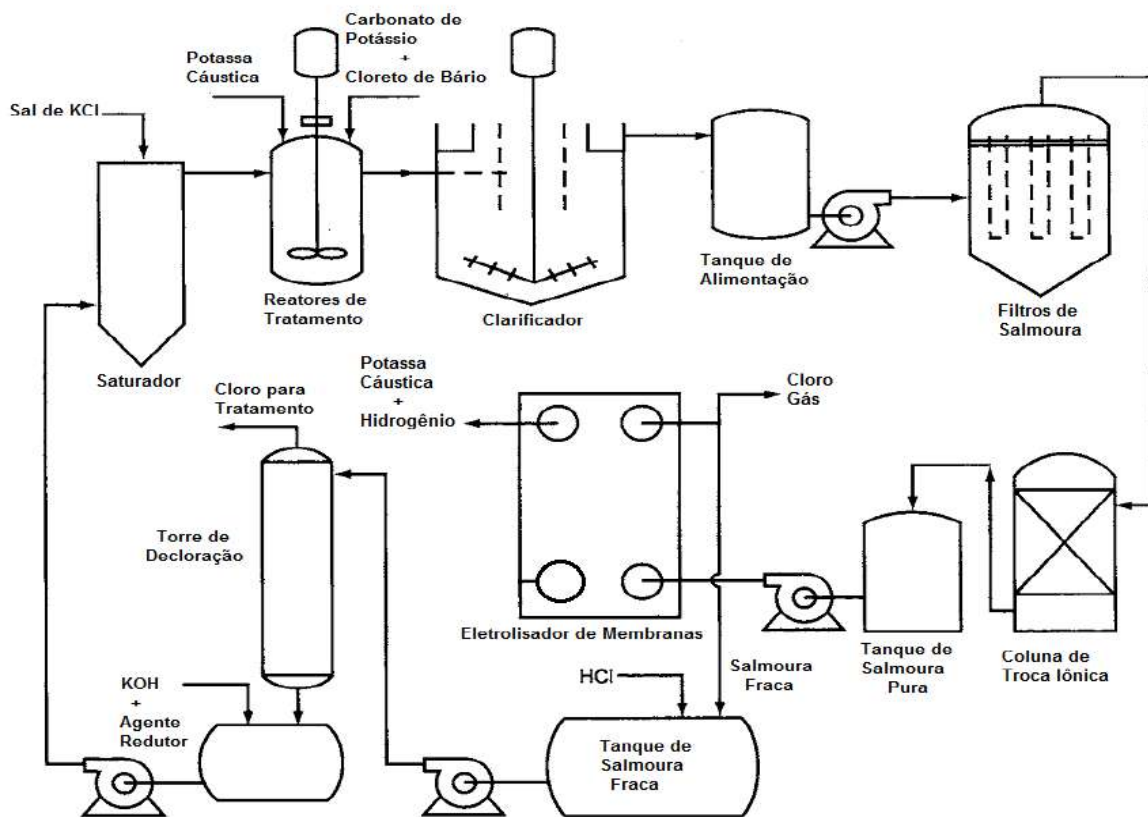 Carbonato de
Potássio
+
Cloreto de Bário
Potassa
Cáustica
Sal de KCl
Reatores de
Tratamento
Clarificador
Tanque de
Alimentação
Filtros de
Salmoura
Saturador
Cloro para
Tratamento
Potassa
Cáustica
+
Hidrogênio
Cloro
Gás
Torre de
Decloração
Eletrolisador de Membranas
Salmoura
Fraca
Tanque de
Salmoura
Pura
Coluna de
Troca Iônica
KOH
+
Agente
Redutor
HCl
Tanque de
Salmoura
Fraca